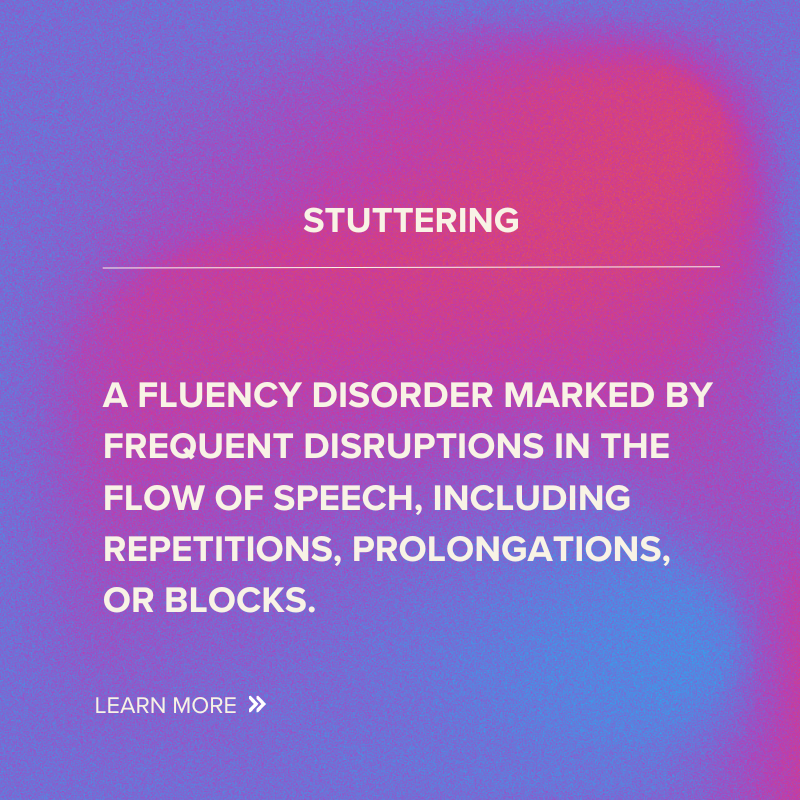 STUTTERING
A FLUENCY DISORDER MARKED BY
FREQUENT DISRUPTIONS IN THE
FLOW OF SPEECH, INCLUDING
REPETITIONS, PROLONGATIONS,
OR BLOCKS.
LEARN MORE »